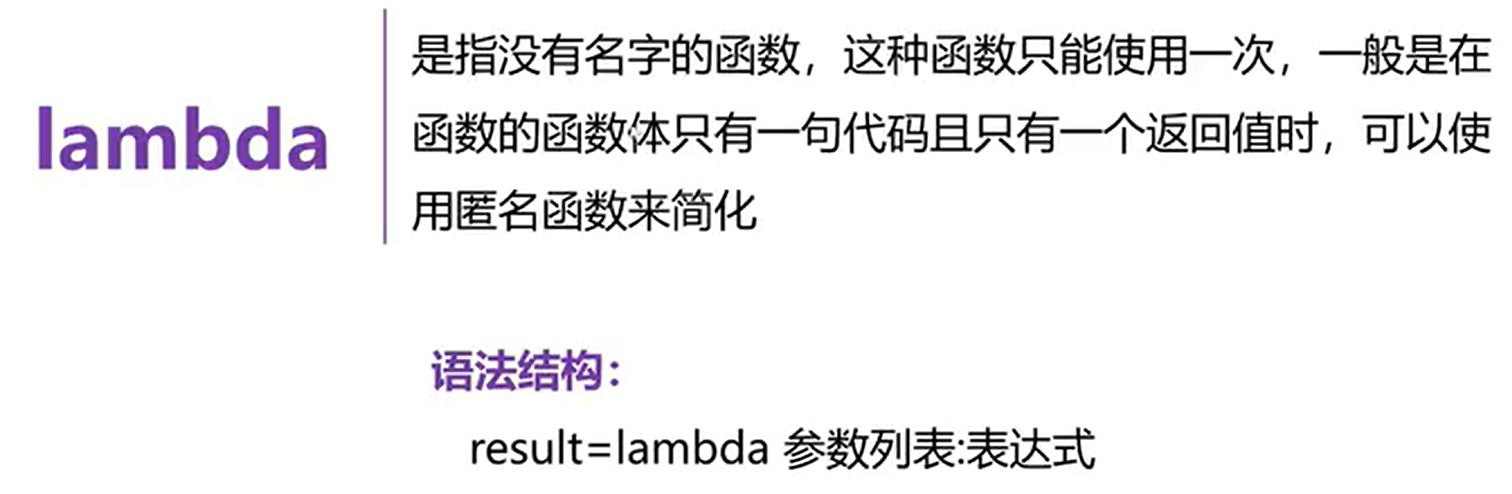 lambda
是指没有名字的函数，这种函数只能使用一次，一般是在
函数的函数体只有一句代码且只有一个返回值时，可以使
用匿名函数来简化
语法结构：
result=lambda 参数列表:表达式